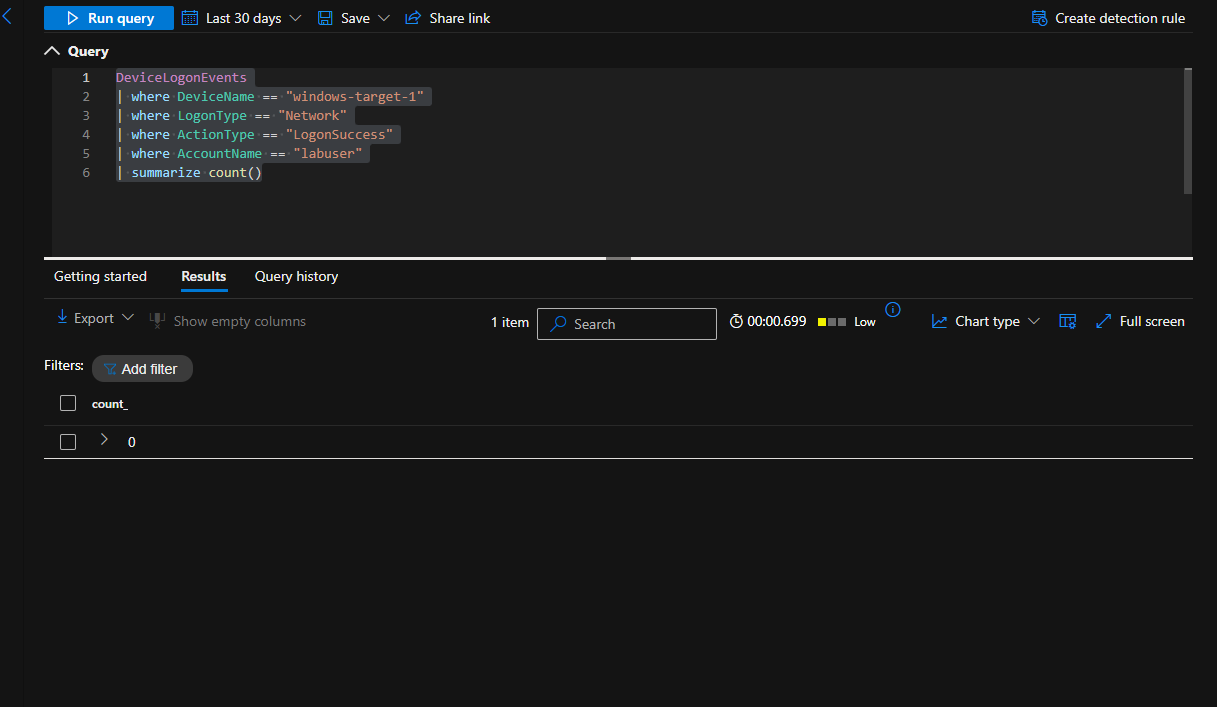 Run query Last 30 days Save Share link Create detection rule
Query
1 DeviceLogonEvents
2 | where DeviceName == "windows-target-1"
3 | where LogonType == "Network"
4 | where ActionType == "LogonSuccess"
5 | where AccountName == "labuser"
6 | summarize count()
Getting started Results Query history
Export Show empty columns 1 item Search 00:00.699 Low Chart type Full screen
Filters: Add filter
count_
0